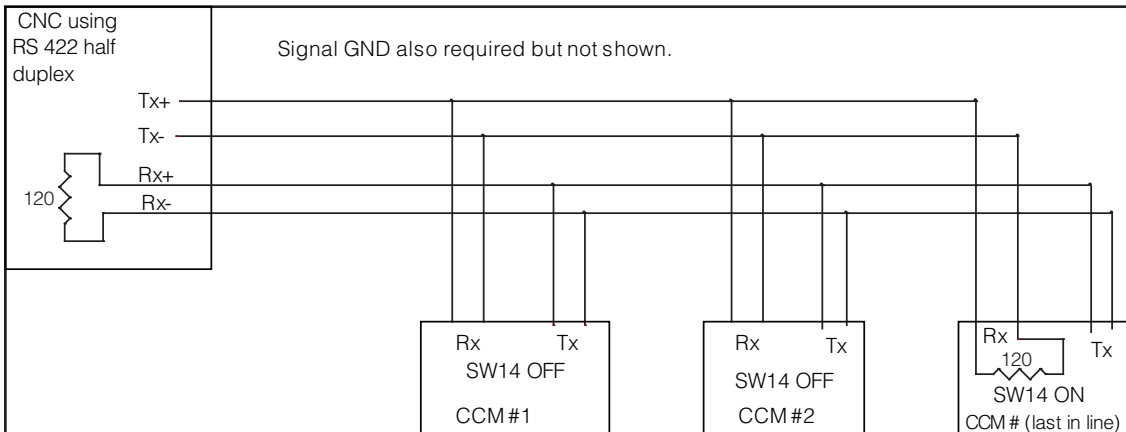 CNC using
RS 422 half
duplex
Signal GND also required but not shown.
Tx+
Tx-
Rx+
Rx-
120
Rx Tx
SW14 OFF
CCM #1
Rx Tx
SW14 OFF
CCM #2
Rx Tx
120
SW14 ON
CCM # (last in line)